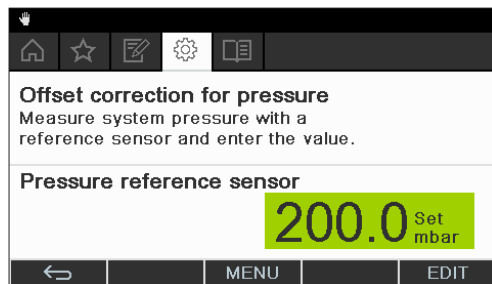 Offset correction for pressure
Measure system pressure with a
reference sensor and enter the value.
Pressure reference sensor
200.0 Set
mbar
MENU EDIT